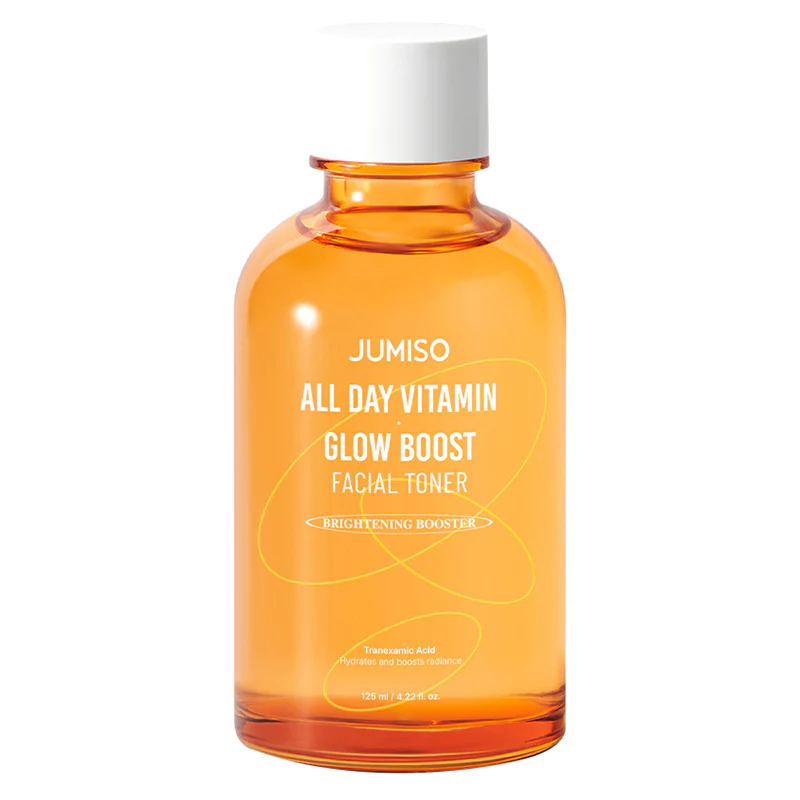 JUMISO
ALL DAY VITAMIN
GLOW BOOST
FACIAL TONER
BRIGHTENING BOOSTER
Tranexamic Acid
Hydrates and boosts radiance
125 ml / 4.22 fl. oz.